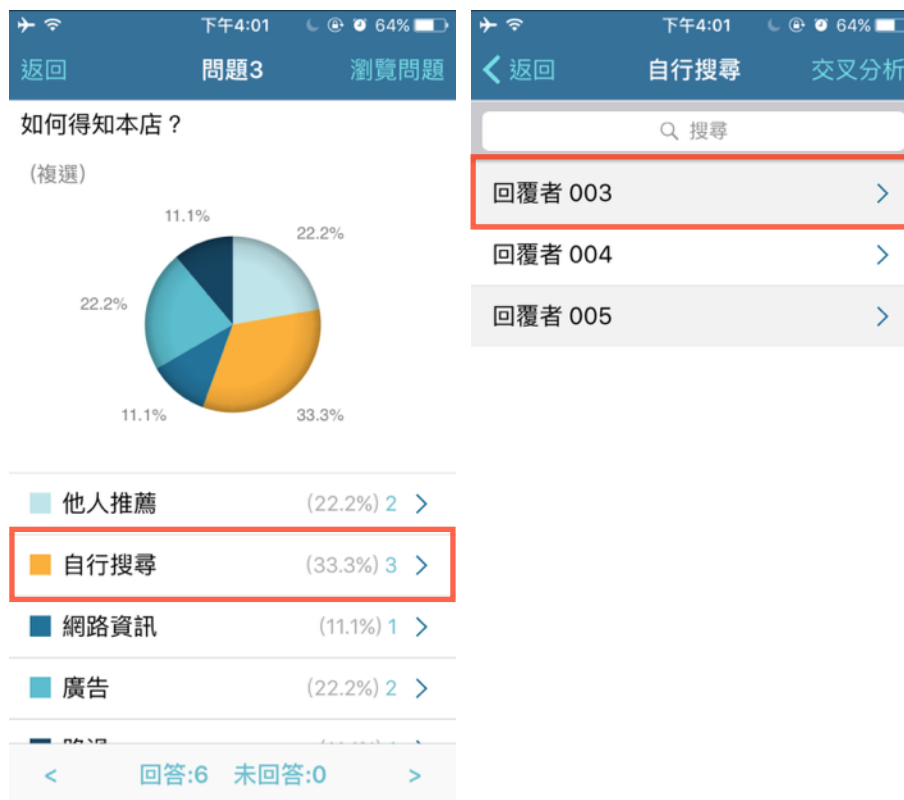 下午4:01 64%
返回 問題3 瀏覽問題
如何得知本店？
(複選)
11.1%
22.2%
22.2%
11.1%
33.3%
他人推薦 (22.2%) 2
自行搜尋 (33.3%) 3
網路資訊 (11.1%) 1
廣告 (22.2%) 2
< 回答:6 未回答:0 >
下午4:01 64%
返回 自行搜尋 交叉分析
搜尋
回覆者 003
回覆者 004
回覆者 005